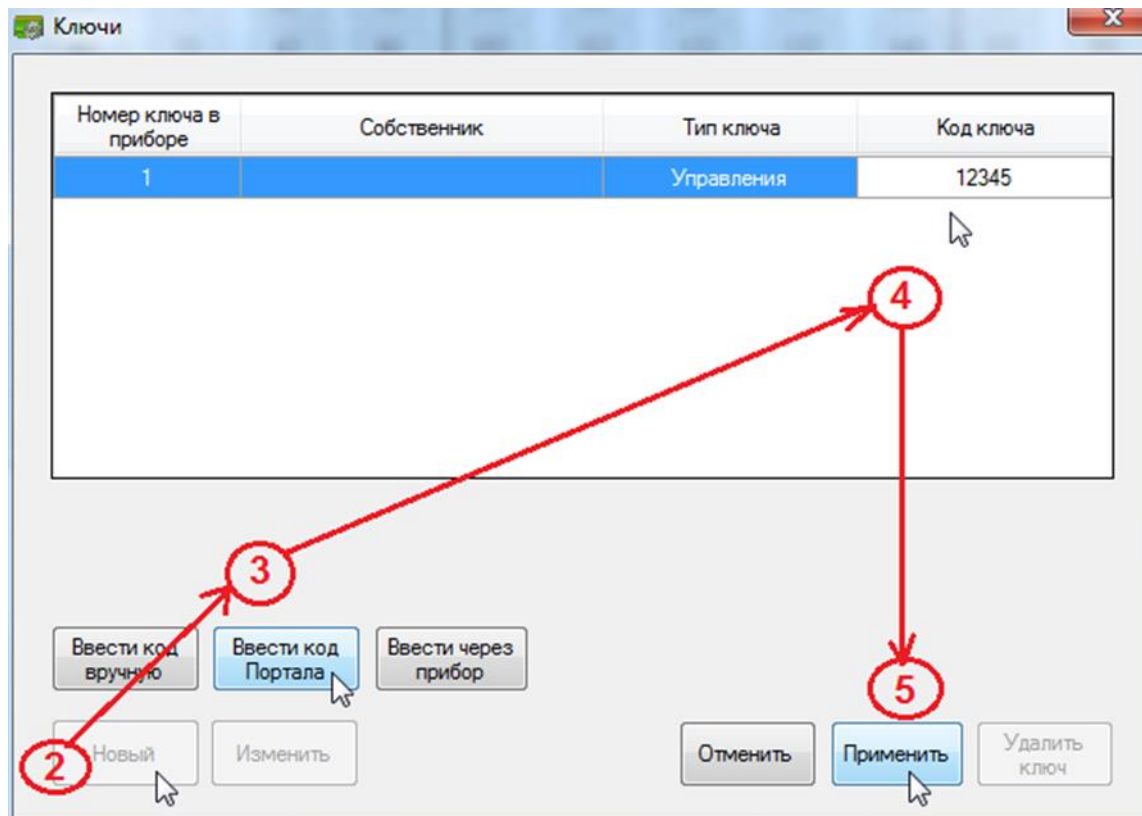 Ключи
X
Номер ключа в
приборе
Собственник
Тип ключа
Код ключа
1
Управления
12345
4
3
Ввести код
вручную
Ввести код
Портала
Ввести через
прибор
5
2
Новый
Изменить
Отменить
Применить
Удалить
ключ